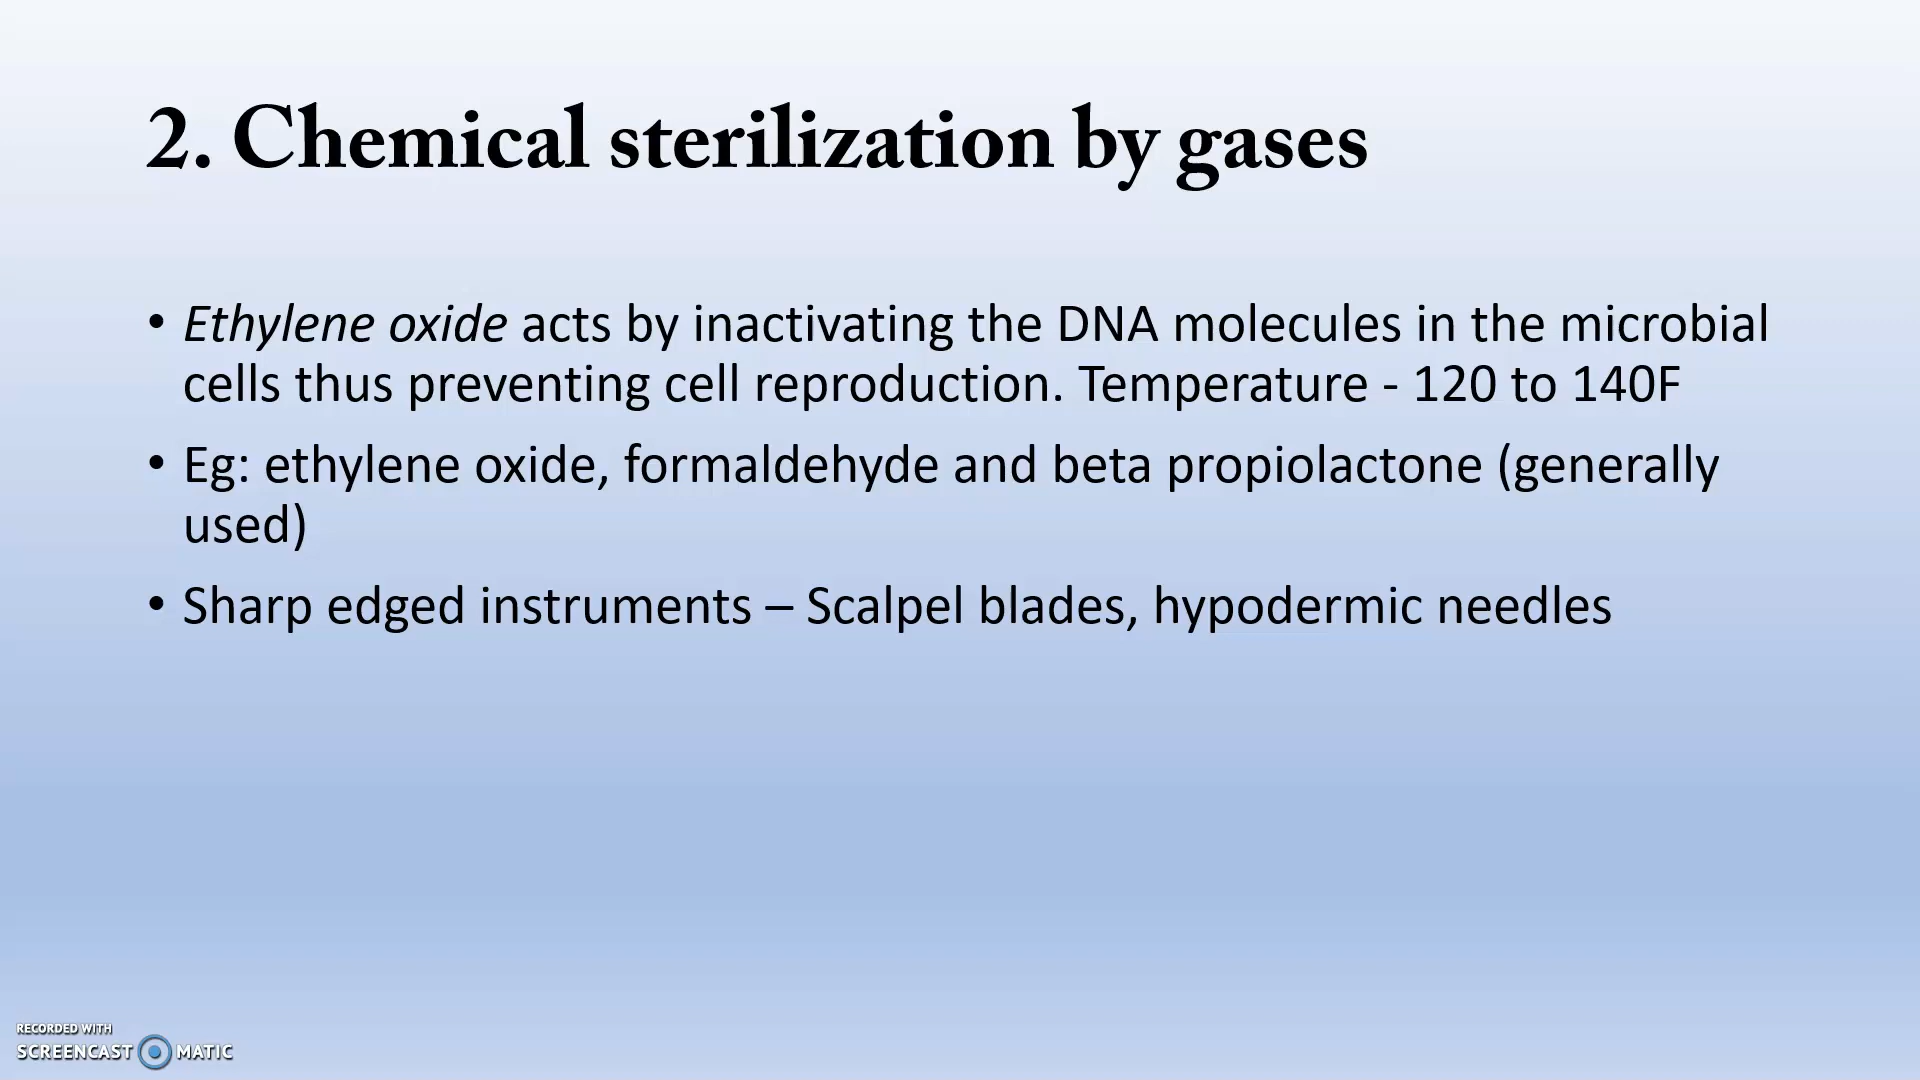 2. Chemical sterilization by gases
• Ethylene oxide acts by inactivating the DNA molecules in the microbial
cells thus preventing cell reproduction. Temperature - 120 to 140F
• Eg: ethylene oxide, formaldehyde and beta propiolactone (generally
used)
• Sharp edged instruments – Scalpel blades, hypodermic needles
RECORDED WITH
SCREENCAST MATIC